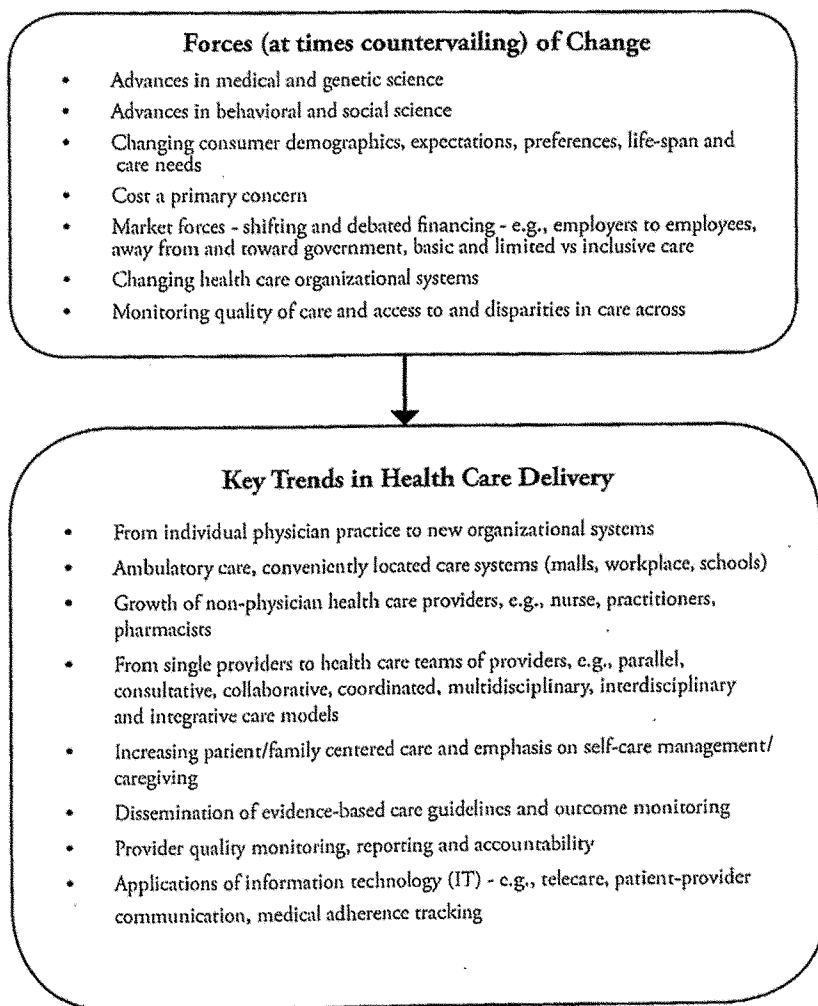 Forces (at times countervailing) of Change
• Advances in medical and genetic science
• Advances in behavioral and social science
• Changing consumer demographics, expectations, preferences, life-span and
care needs
• Cost a primary concern
• Market forces - shifting and debated financing - e.g., employers to employees,
away from and toward government, basic and limited vs inclusive care
• Changing health care organizational systems
• Monitoring quality of care and access to and disparities in care across
Key Trends in Health Care Delivery
• From individual physician practice to new organizational systems
• Ambulatory care, conveniently located care systems (malls, workplace, schools)
• Growth of non-physician health care providers, e.g., nurse, practitioners,
pharmacists
• From single providers to health care teams of providers, e.g., parallel,
consultative, collaborative, coordinated, multidisciplinary, interdisciplinary
and integrative care models
• Increasing patient/family centered care and emphasis on self-care management/
caregiving
• Dissemination of evidence-based care guidelines and outcome monitoring
• Provider quality monitoring, reporting and accountability
• Applications of information technology (IT) - e.g., telecare, patient-provider
communication, medical adherence tracking